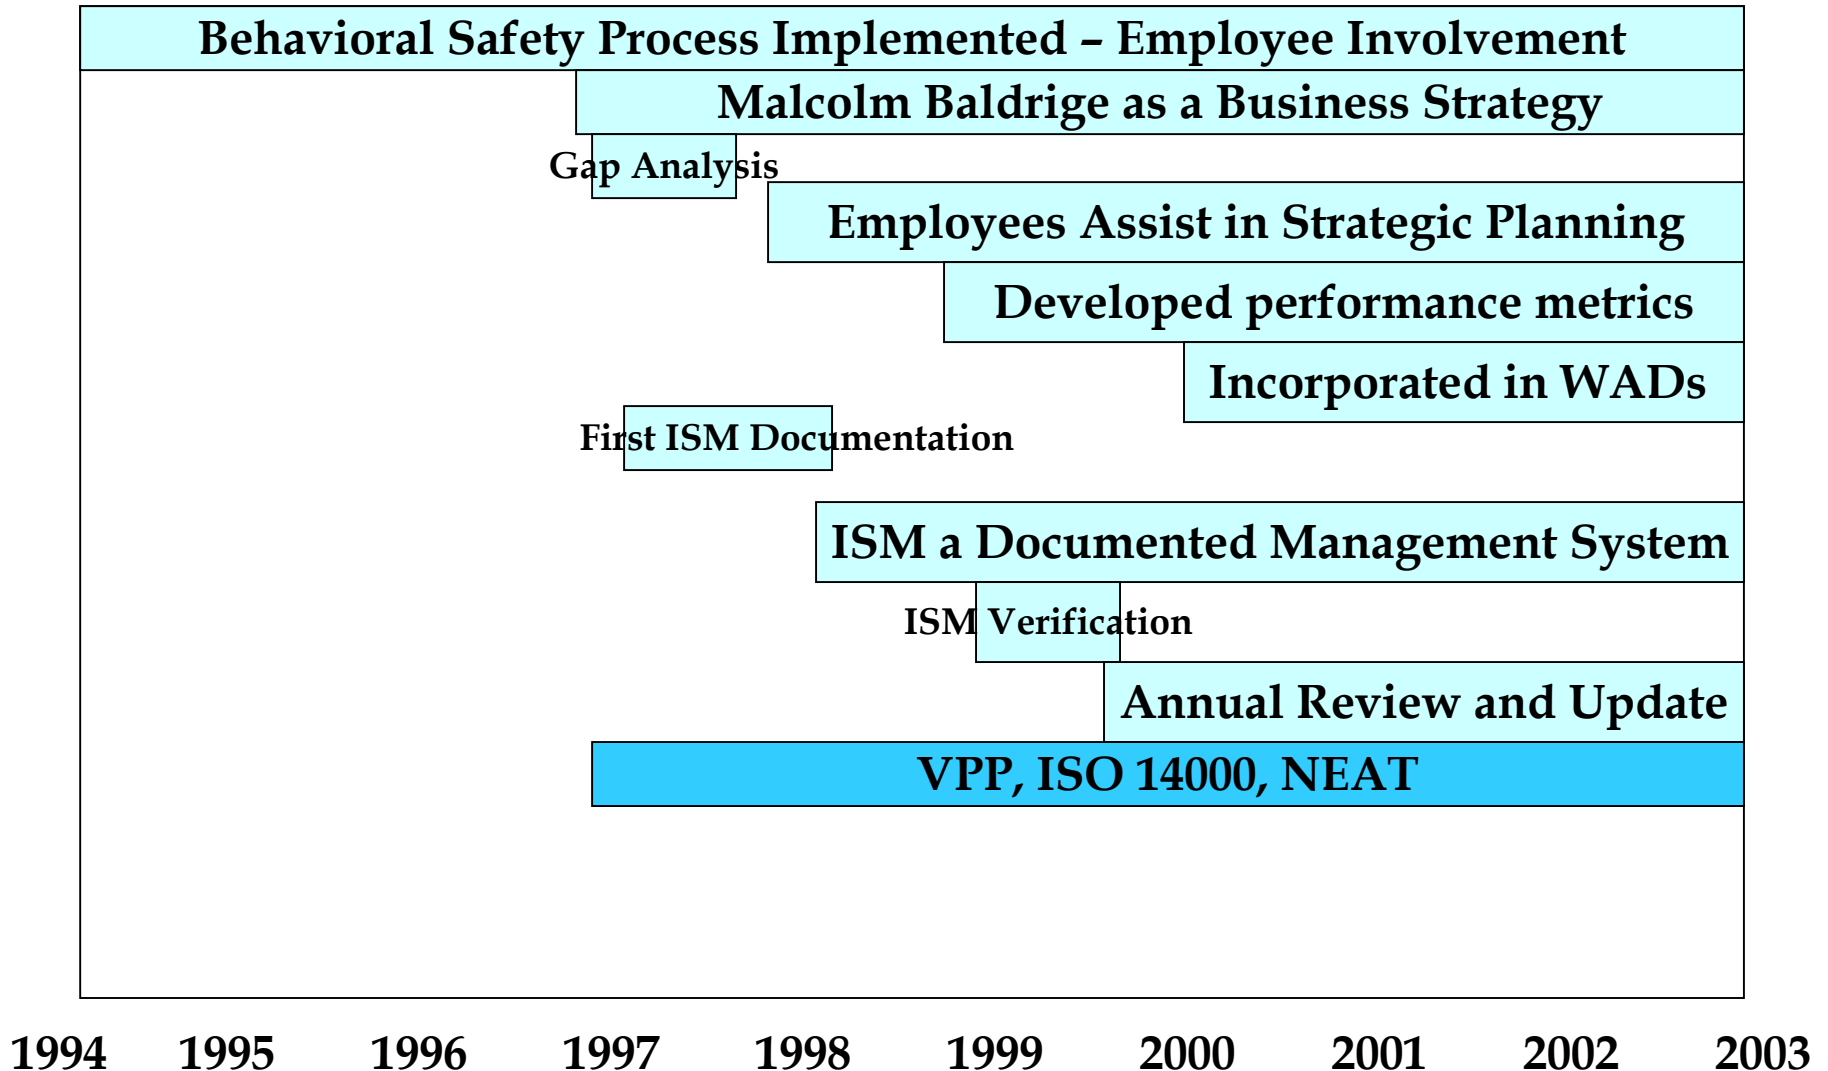 Behavioral Safety Process Implemented – Employee Involvement
Malcolm Baldrige as a Business Strategy
Gap Analysis
Employees Assist in Strategic Planning
Developed performance metrics
Incorporated in WADs
First ISM Documentation
ISM a Documented Management System
ISM Verification
Annual Review and Update
VPP, ISO 14000, NEAT
1994 1995 1996 1997 1998 1999 2000 2001 2002 2003